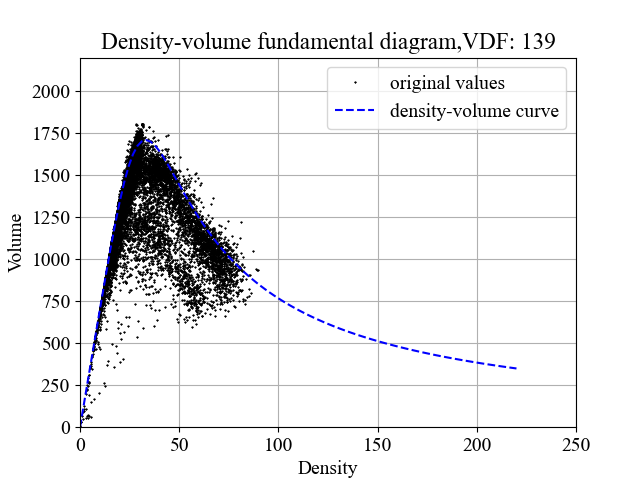 Density-volume fundamental diagram,VDF: 139
original values
density-volume curve
Volume
2000
1750
1500
1250
1000
750
500
250
0
0 50 100 150 200 250
Density